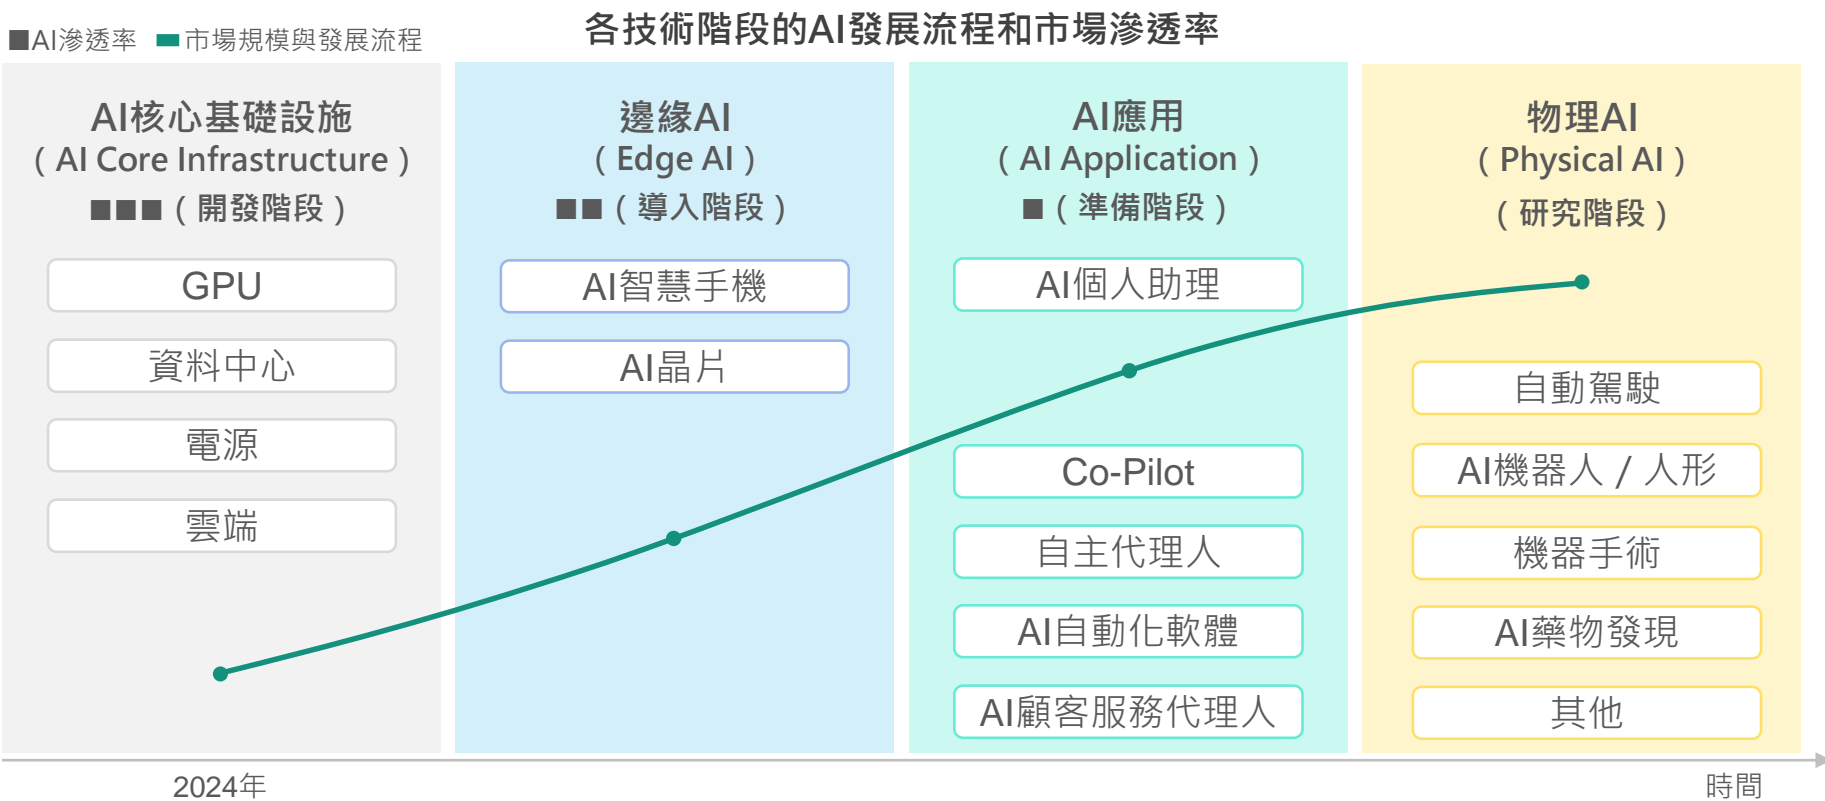 各技術階段的AI發展流程和市場滲透率
■AI滲透率 ▬市場規模與發展流程
AI核心基礎設施
（AI Core Infrastructure）
■■■（開發階段）
GPU
資料中心
電源
雲端
邊緣AI
（Edge AI）
■■（導入階段）
AI智慧手機
AI晶片
AI應用
（AI Application）
■（準備階段）
AI個人助理
Co-Pilot
自主代理人
AI自動化軟體
AI顧客服務代理人
物理AI
（Physical AI）
（研究階段）
自動駕駛
AI機器人／人形
機器手術
AI藥物發現
其他
2024年
時間